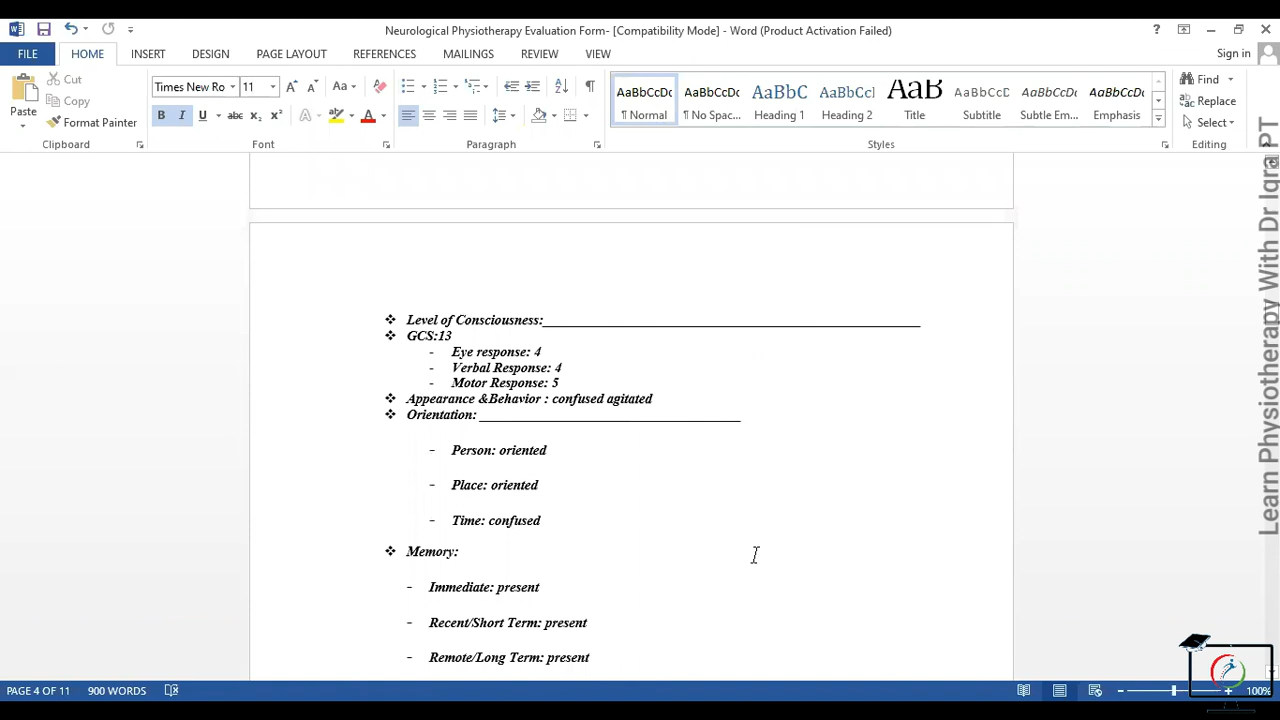 Neurological Physiotherapy Evaluation Form- [Compatibility Mode] - Word (Product Activation Failed)
FILE HOME INSERT DESIGN PAGE LAYOUT REFERENCES MAILINGS REVIEW VIEW Sign in
Cut
Copy
Format Painter
Paste
Clipboard
Times New Ro 11
Font
Paragraph
AaBbCcDc ¶ Normal
AaBbCcDc ¶ No Spac...
AaBbC Heading 1
AaBbCcI Heading 2
AaB Title
AaBbCcD Subtitle
AaBbCcDc Subtle Em...
AaBbCcDc Emphasis
Styles
Find
Replace
Select
Editing
❖ Level of Consciousness:______________________________________________________
❖ GCS:13
- Eye response: 4
- Verbal Response: 4
- Motor Response: 5
❖ Appearance &Behavior : confused agitated
❖ Orientation: _____________________________________
- Person: oriented
- Place: oriented
- Time: confused
❖ Memory:
- Immediate: present
- Recent/Short Term: present
- Remote/Long Term: present
Learn Physiotherapy With Dr Iqra PT
PAGE 4 OF 11 900 WORDS 100%